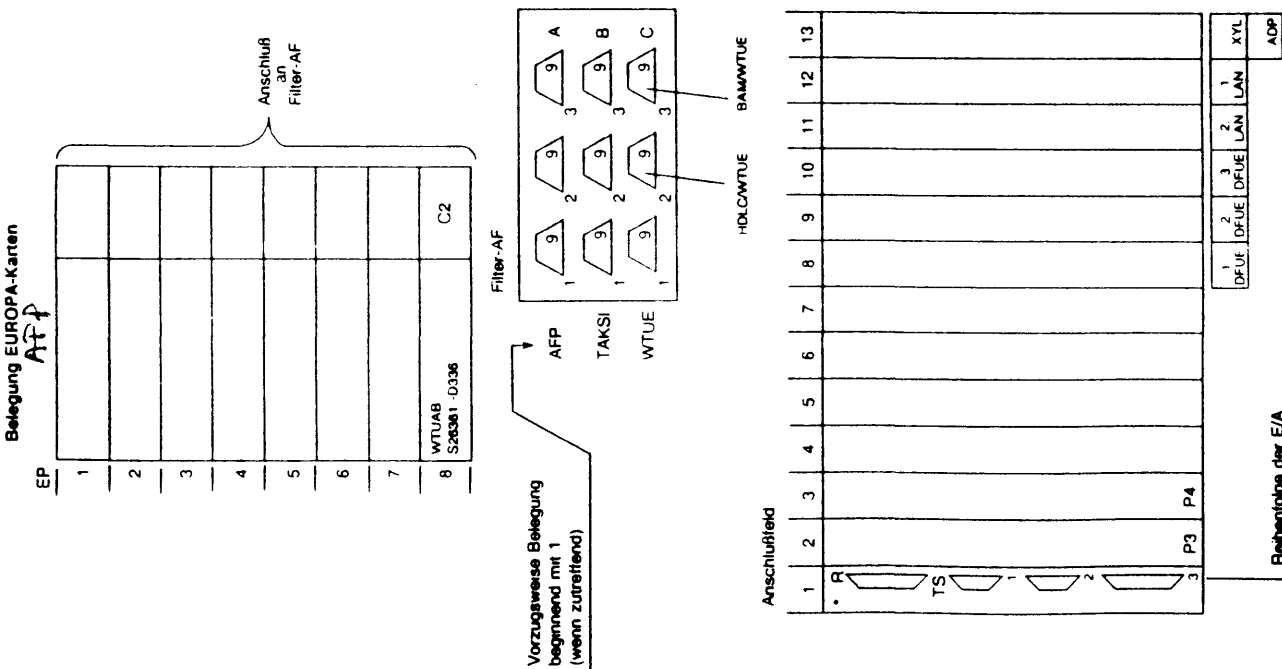 Belegung EUROPA-Karten
AFP
EP
1
2
3
4
5
6
7
8
WTUAB
S26361-D336
C2
Anschluß
an
Filter-AF
Vorzugsweise Belegung
beginnend mit 1
(wenn zutreffend)
Filter-AF
AFP
TAKSI
WTUE
9 9 9 A
1 2 3
9 9 9 B
1 2 3
9 9 9 C
1 2 3
HDLC/WTUE
BAM/WTUE
Anschlußfeld
1 2 3 4 5 6 7 8 9 10 11 12 13
R
TS
1
2
3
P3
P4
1 DFUE
2 DFUE
3 DFUE
2. LAN
1 LAN
XYL
ADP
Reihenfolge der E/A